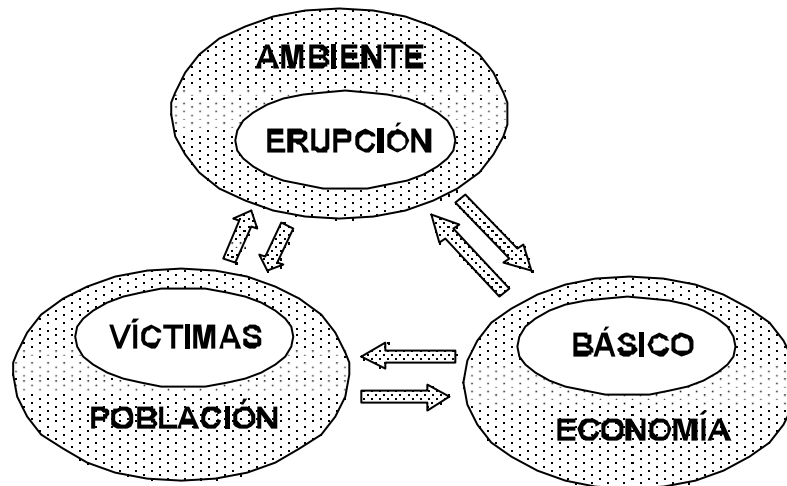 AMBIENTE
ERUPCIÓN
VÍCTIMAS
POBLACIÓN
BÁSICO
ECONOMÍA